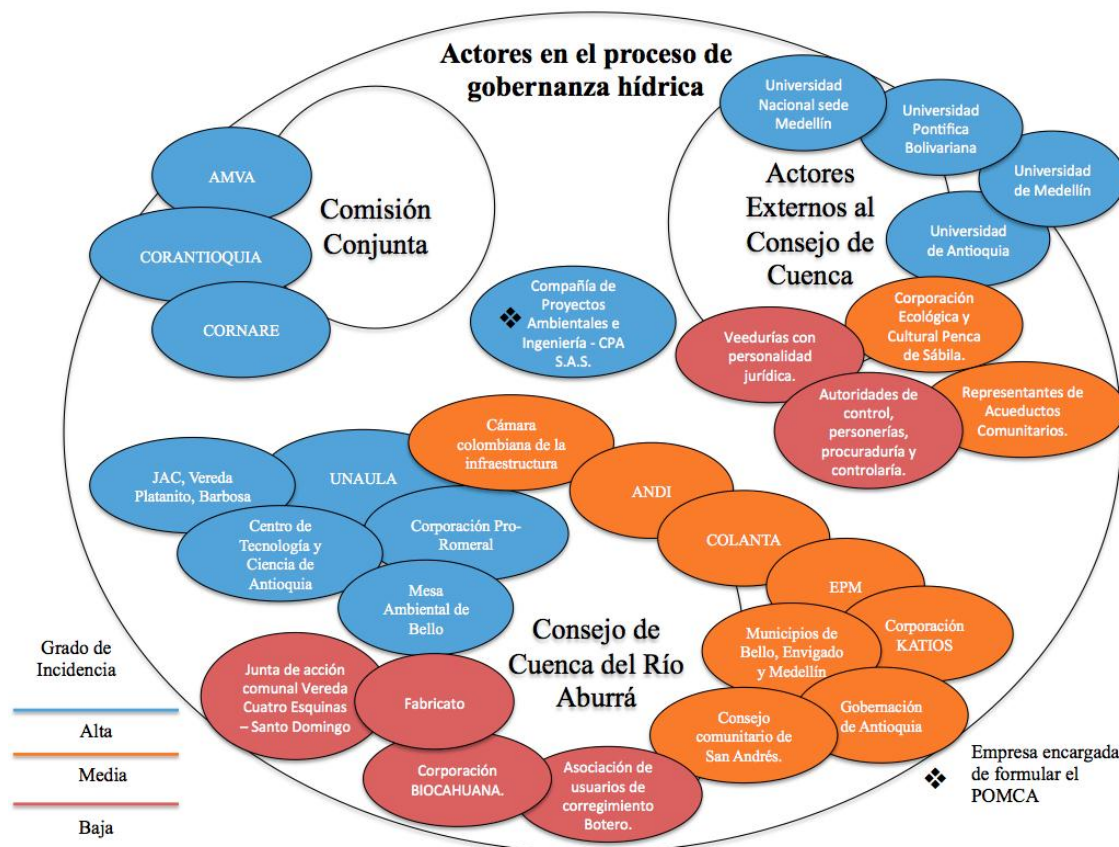 Actores en el proceso de
gobernanza hídrica
AMVA
CORANTIOQUIA
CORNARE
Comisión
Conjunta
Universidad
Nacional sede
Medellín
Universidad
Pontífica
Bolivariana
Universidad
de Medellín
Universidad
de Antioquia
Actores
Externos al
Consejo de
Cuenca
Corporación
Ecológica y
Cultural Penca
de Sábila.
Veedurías con
personalidad
jurídica.
Autoridades de
control,
personerías,
procuraduría y
controlaría.
Representantes de
Acueductos
Comunitarios.
❖
Compañía de
Proyectos
Ambientales e
Ingeniería - CPA
S.A.S.
Cámara
colombiana de la
infraestructura
ANDI
COLANTA
EPM
Corporación
KATIOS
Municipios de
Bello, Envigado
y Medellín
Gobernación
de Antioquia
Consejo
comunitario de
San Andrés.
JAC, Vereda
Platanito, Barbosa
UNAULA
Centro de
Tecnología y
Ciencia de
Antioquia
Corporación Pro-
Romeral
Mesa
Ambiental de
Bello
Consejo de
Cuenca del Río
Aburrá
Junta de acción
comunal Vereda
Cuatro Esquinas
– Santo Domingo
Fabricato
Corporación
BIOCAHUANA.
Asociación de
usuarios de
corregimiento
Botero.
Grado de
Incidencia
Alta
Media
Baja
❖
Empresa encargada
de formular el
POMCA